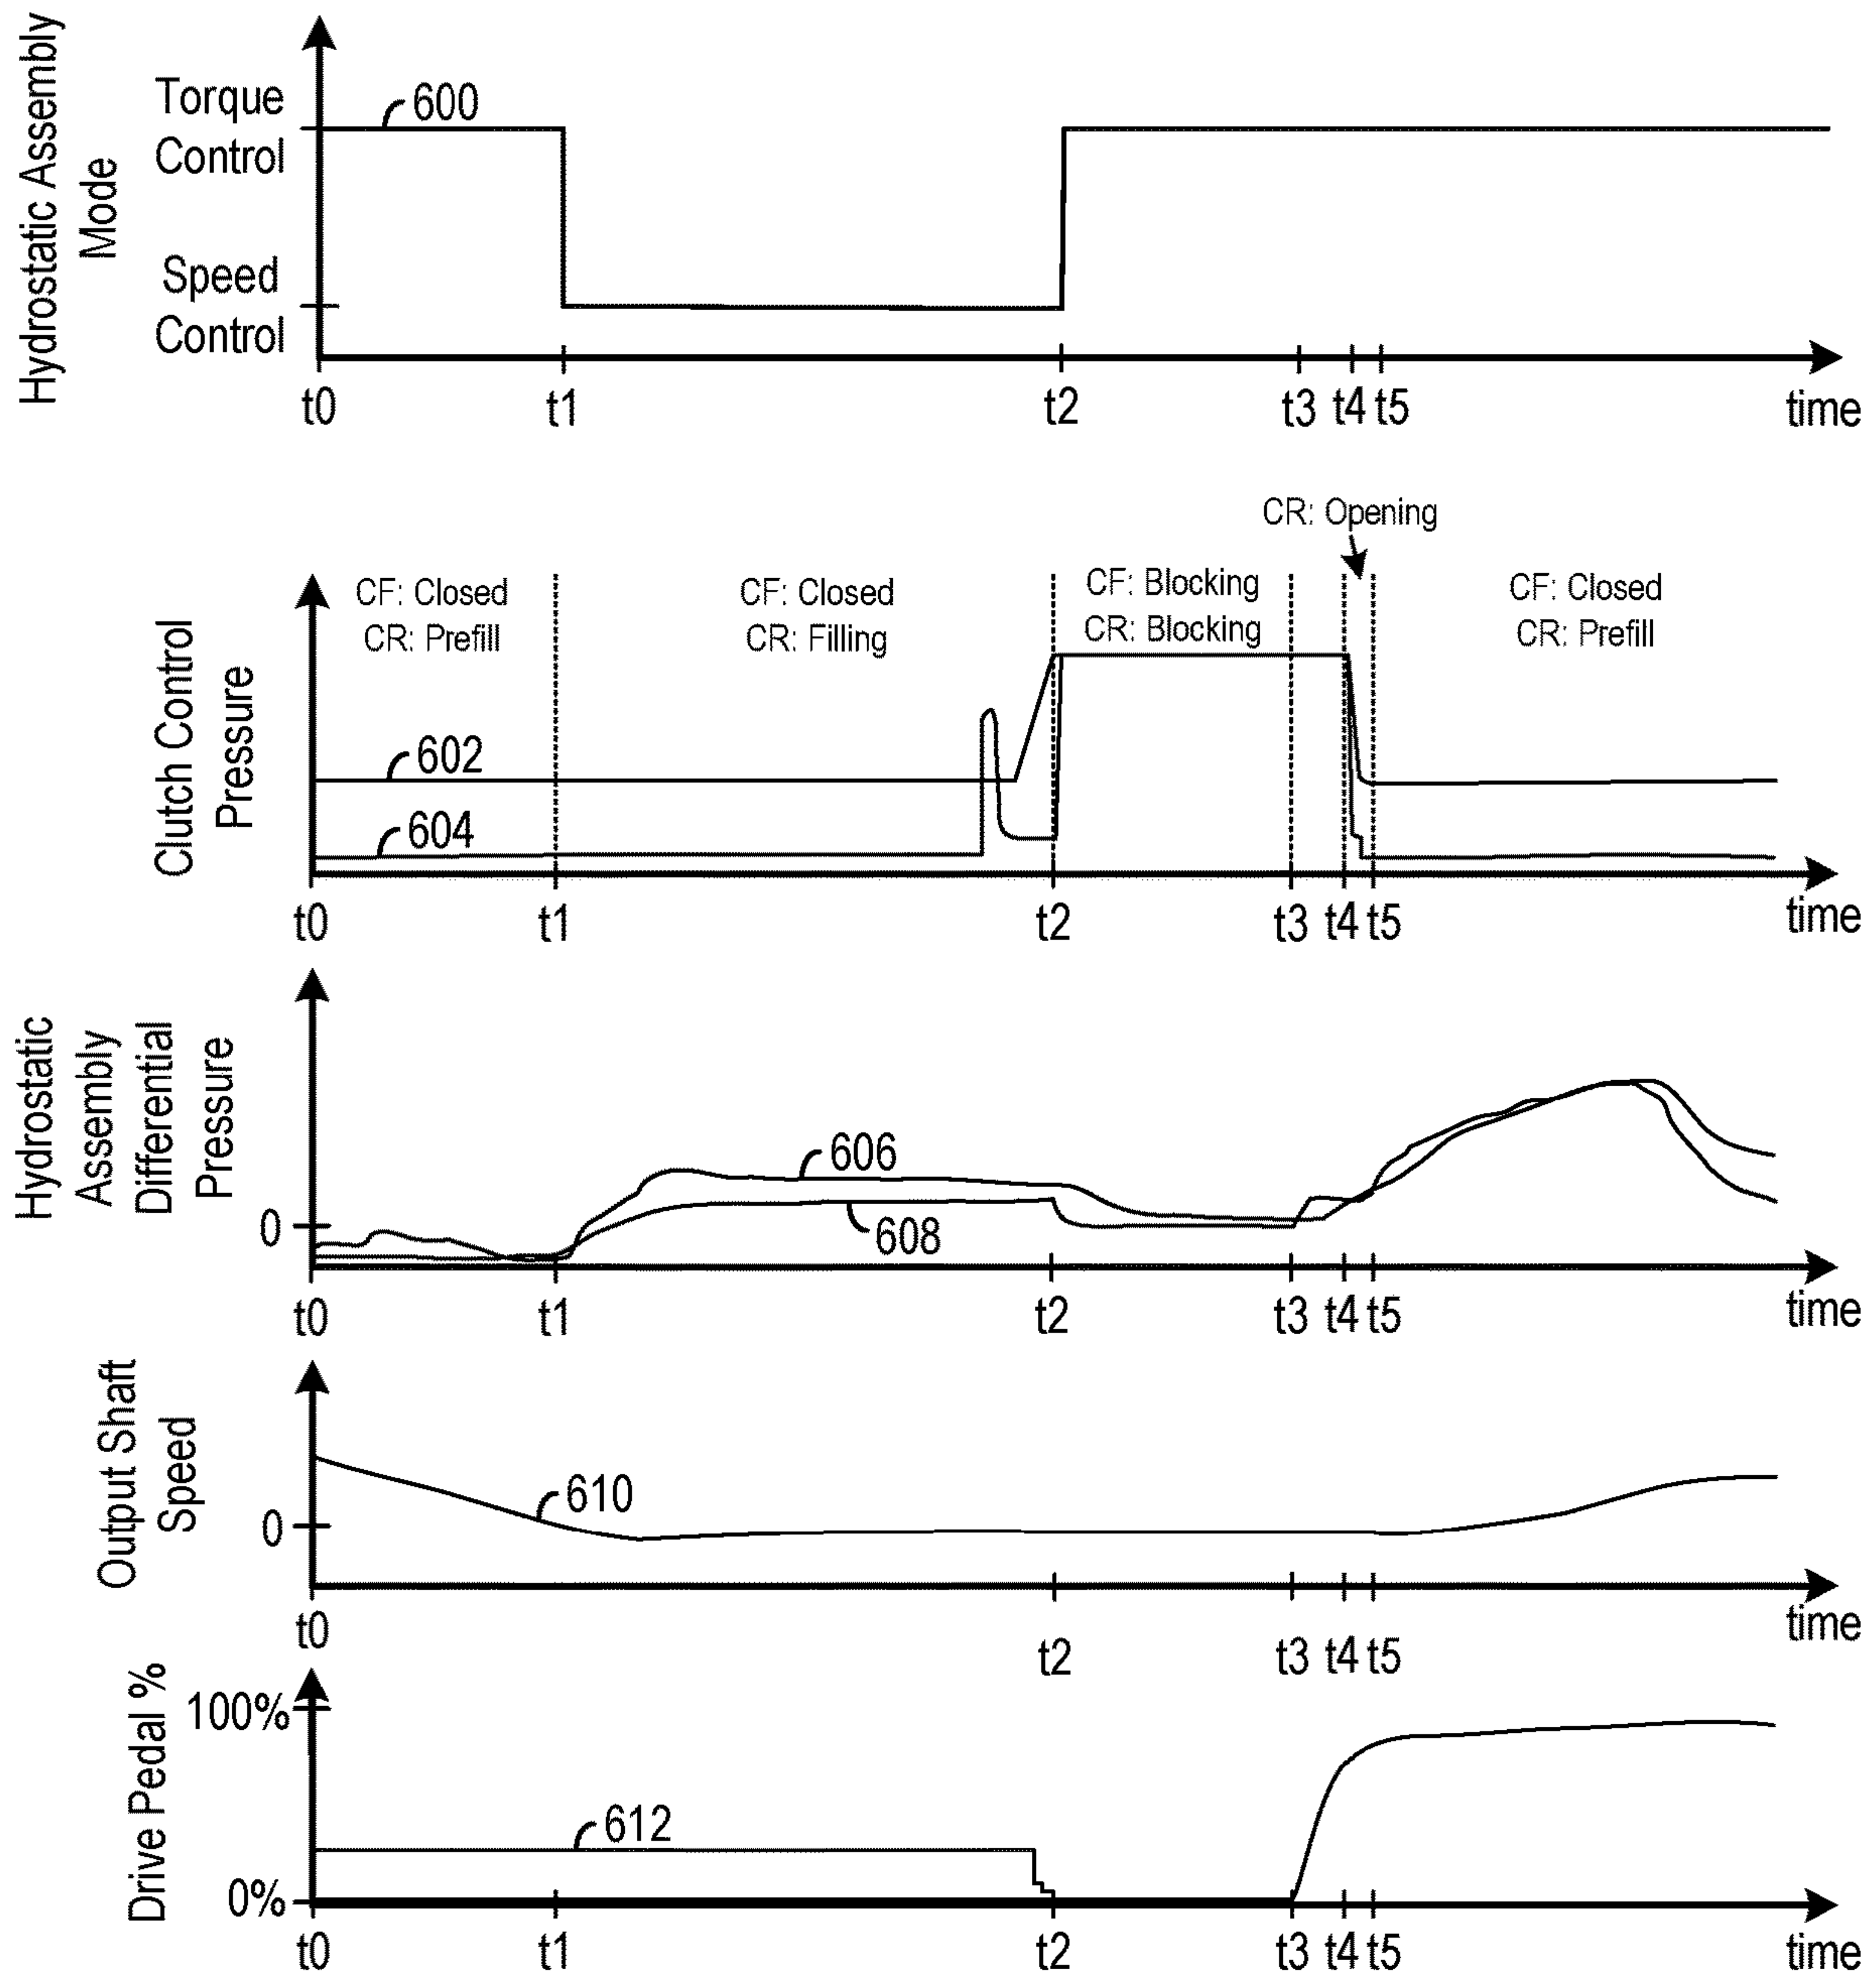 Hydrostatic Assembly
Mode
Torque
Control
Speed
Control
600
t0 t1 t2 t3 t4 t5 time
Clutch Control
Pressure
CR: Opening
CF: Closed
CR: Prefill
CF: Closed
CR: Filling
CF: Blocking
CR: Blocking
CF: Closed
CR: Prefill
602
604
t0 t1 t2 t3 t4 t5 time
Hydrostatic
Assembly
Differential
Pressure
0
606
608
t0 t1 t2 t3 t4 t5 time
Output Shaft
Speed
0
610
t0 t2 t3 t4 t5 time
Drive Pedal %
100%
0%
612
t0 t1 t2 t3 t4 t5 time